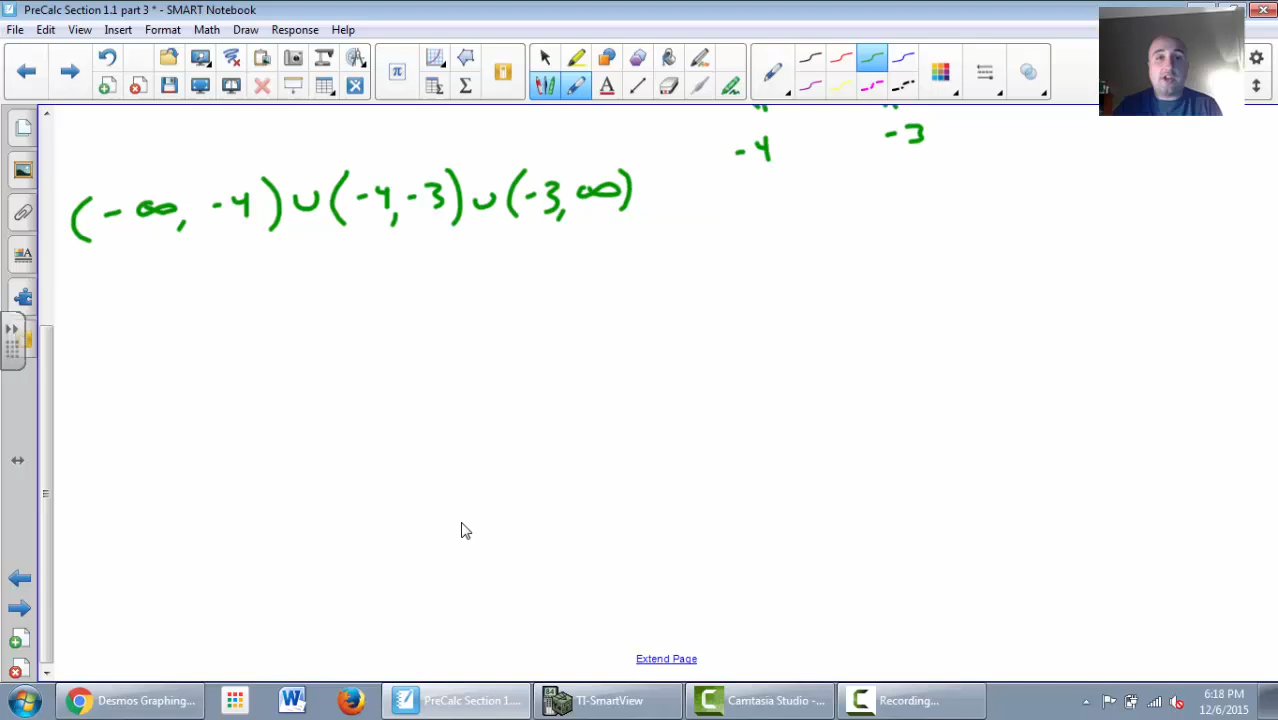 PreCalc Section 1.1 part 3 * - SMART Notebook
File Edit View Insert Format Math Draw Response Help
-4 -3
(-∞, -4) ∪ (-4, -3) ∪ (-3, ∞)
Extend Page
Desmos Graphing... PreCalc Section 1.... TI-SmartView Camtasia Studio -... Recording... 6:18 PM
12/6/2015